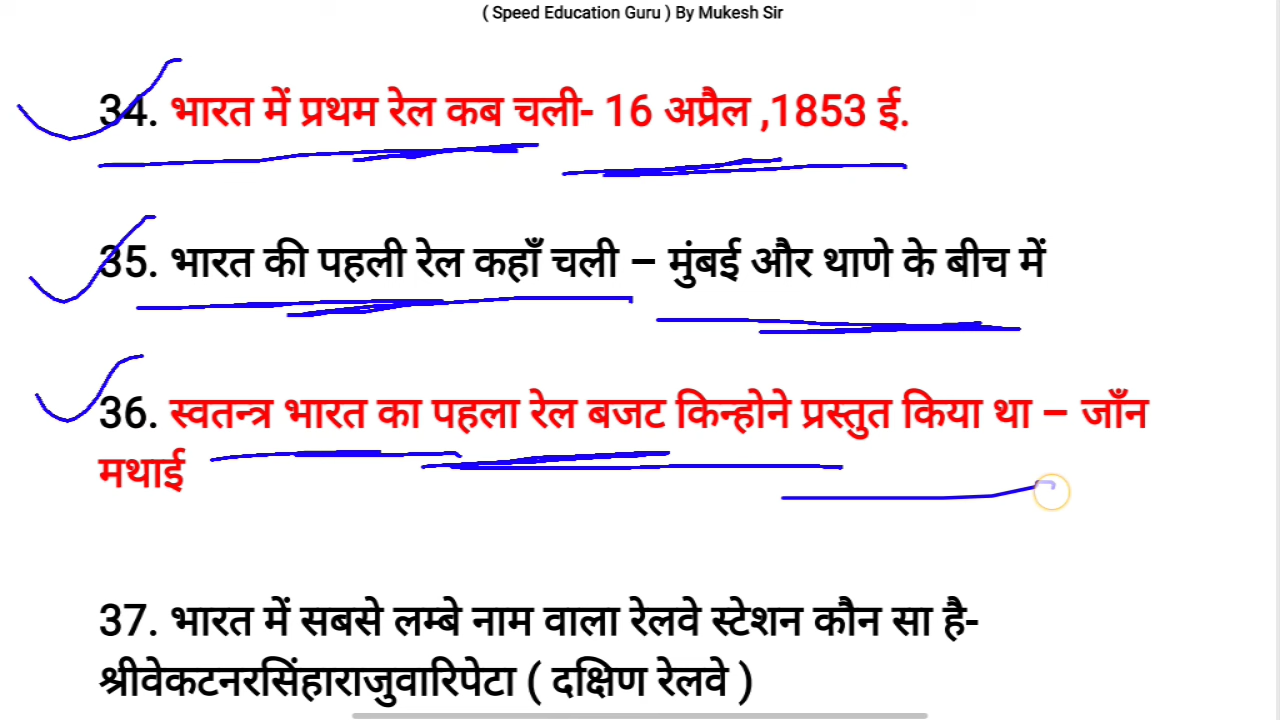 ( Speed Education Guru ) By Mukesh Sir
34. भारत में प्रथम रेल कब चली- 16 अप्रैल ,1853 ई.
35. भारत की पहली रेल कहाँ चली – मुंबई और थाणे के बीच में
36. स्वतन्त्र भारत का पहला रेल बजट किन्होने प्रस्तुत किया था – जाँन
मथाई
37. भारत में सबसे लम्बे नाम वाला रेलवे स्टेशन कौन सा है-
श्रीवेकटनरसिंहाराजुवारिपेटा ( दक्षिण रेलवे )